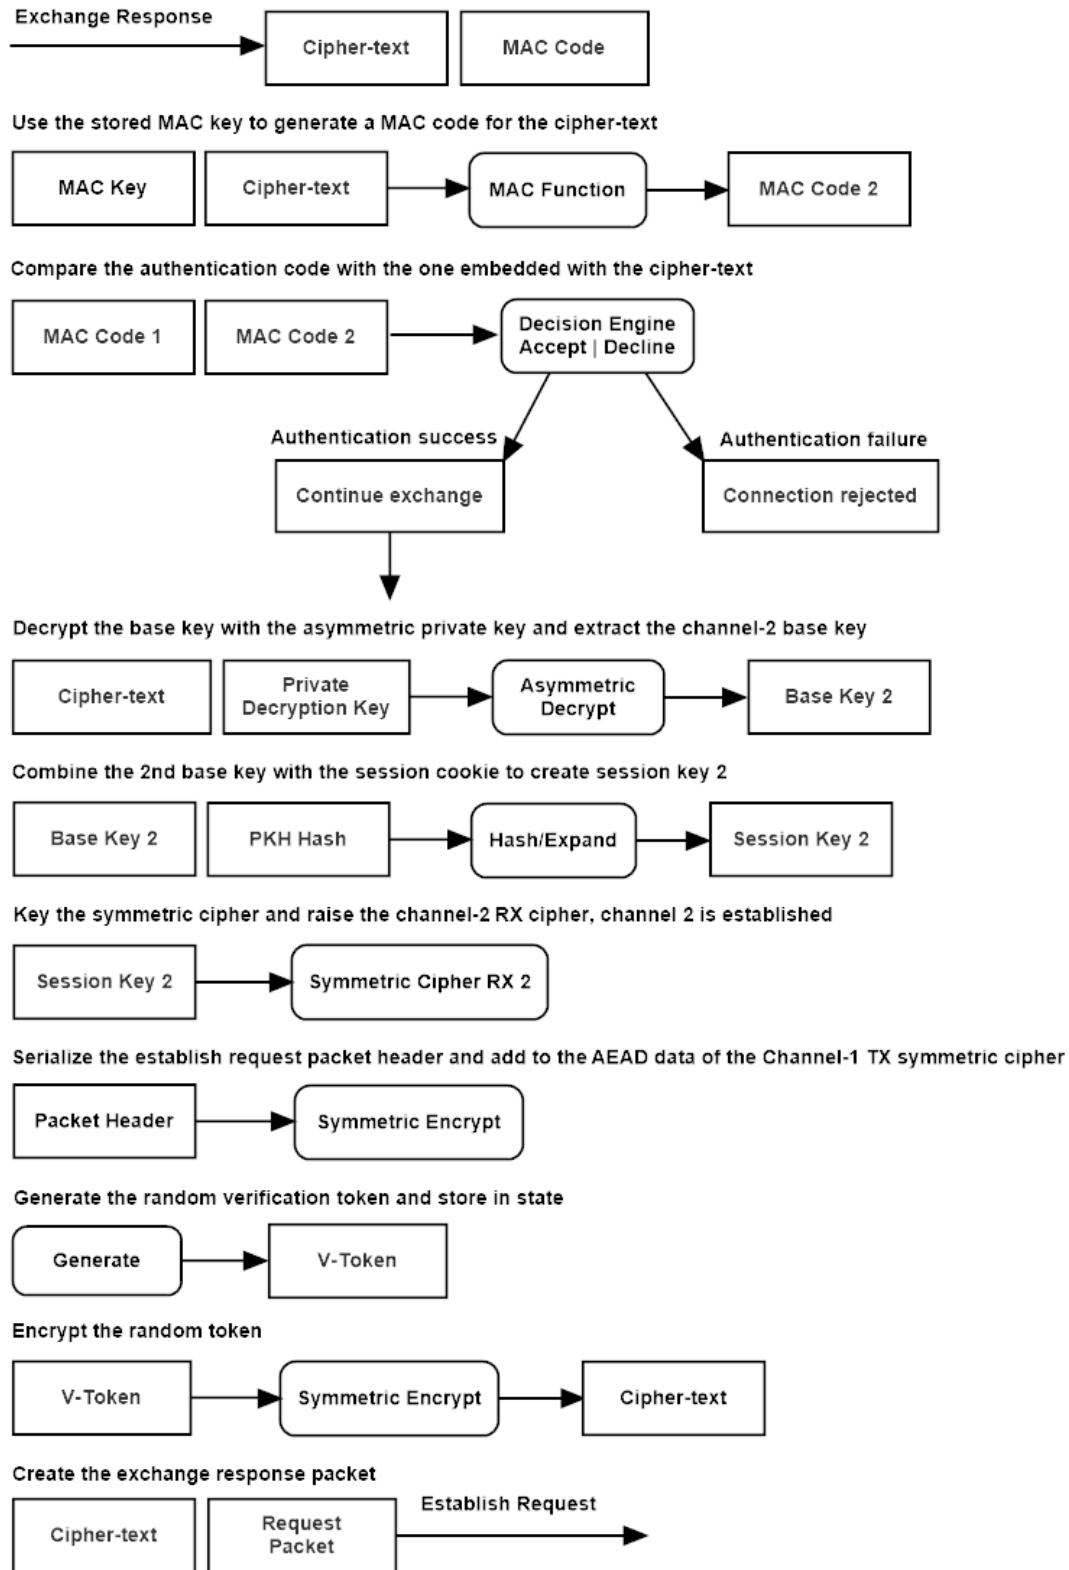 Exchange Response
Cipher-text
MAC Code
Use the stored MAC key to generate a MAC code for the cipher-text
MAC Key
Cipher-text
MAC Function
MAC Code 2
Compare the authentication code with the one embedded with the cipher-text
MAC Code 1
MAC Code 2
Decision Engine
Accept | Decline
Authentication success
Authentication failure
Continue exchange
Connection rejected
Decrypt the base key with the asymmetric private key and extract the channel-2 base key
Cipher-text
Private
Decryption Key
Asymmetric
Decrypt
Base Key 2
Combine the 2nd base key with the session cookie to create session key 2
Base Key 2
PKH Hash
Hash/Expand
Session Key 2
Key the symmetric cipher and raise the channel-2 RX cipher, channel 2 is established
Session Key 2
Symmetric Cipher RX 2
Serialize the establish request packet header and add to the AEAD data of the Channel-1 TX symmetric cipher
Packet Header
Symmetric Encrypt
Generate the random verification token and store in state
Generate
V-Token
Encrypt the random token
V-Token
Symmetric Encrypt
Cipher-text
Create the exchange response packet
Cipher-text
Request
Packet
Establish Request